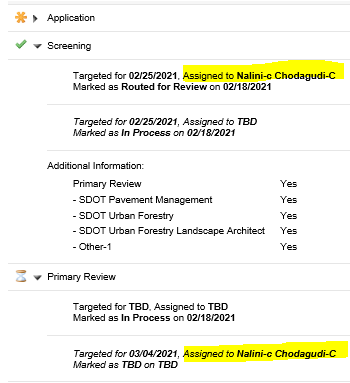 Application
Screening
Targeted for 02/25/2021, Assigned to Nalini-c Chodagudi-C
Marked as Routed for Review on 02/18/2021
Targeted for 02/25/2021, Assigned to TBD
Marked as In Process on 02/18/2021
Additional Information:
Primary Review Yes
- SDOT Pavement Management Yes
- SDOT Urban Forestry Yes
- SDOT Urban Forestry Landscape Architect Yes
- Other-1 Yes
Primary Review
Targeted for TBD, Assigned to TBD
Marked as In Process on 02/18/2021
Targeted for 03/04/2021, Assigned to Nalini-c Chodagudi-C
Marked as TBD on TBD